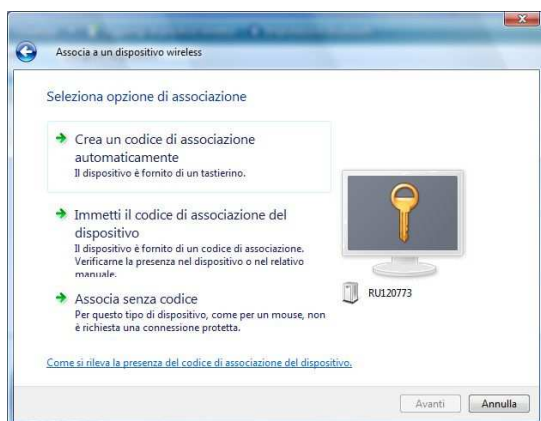 Associa a un dispositivo wireless
Seleziona opzione di associazione
Crea un codice di associazione
automaticamente
Il dispositivo è fornito di un tastierino.
Immetti il codice di associazione del
dispositivo
Il dispositivo è fornito di un codice di associazione.
Verificarne la presenza nel dispositivo o nel relativo
manuale.
Associa senza codice
Per questo tipo di dispositivo, come per un mouse, non
è richiesta una connessione protetta.
RU120773
Come si rileva la presenza del codice di associazione del dispositivo.
Avanti
Annulla